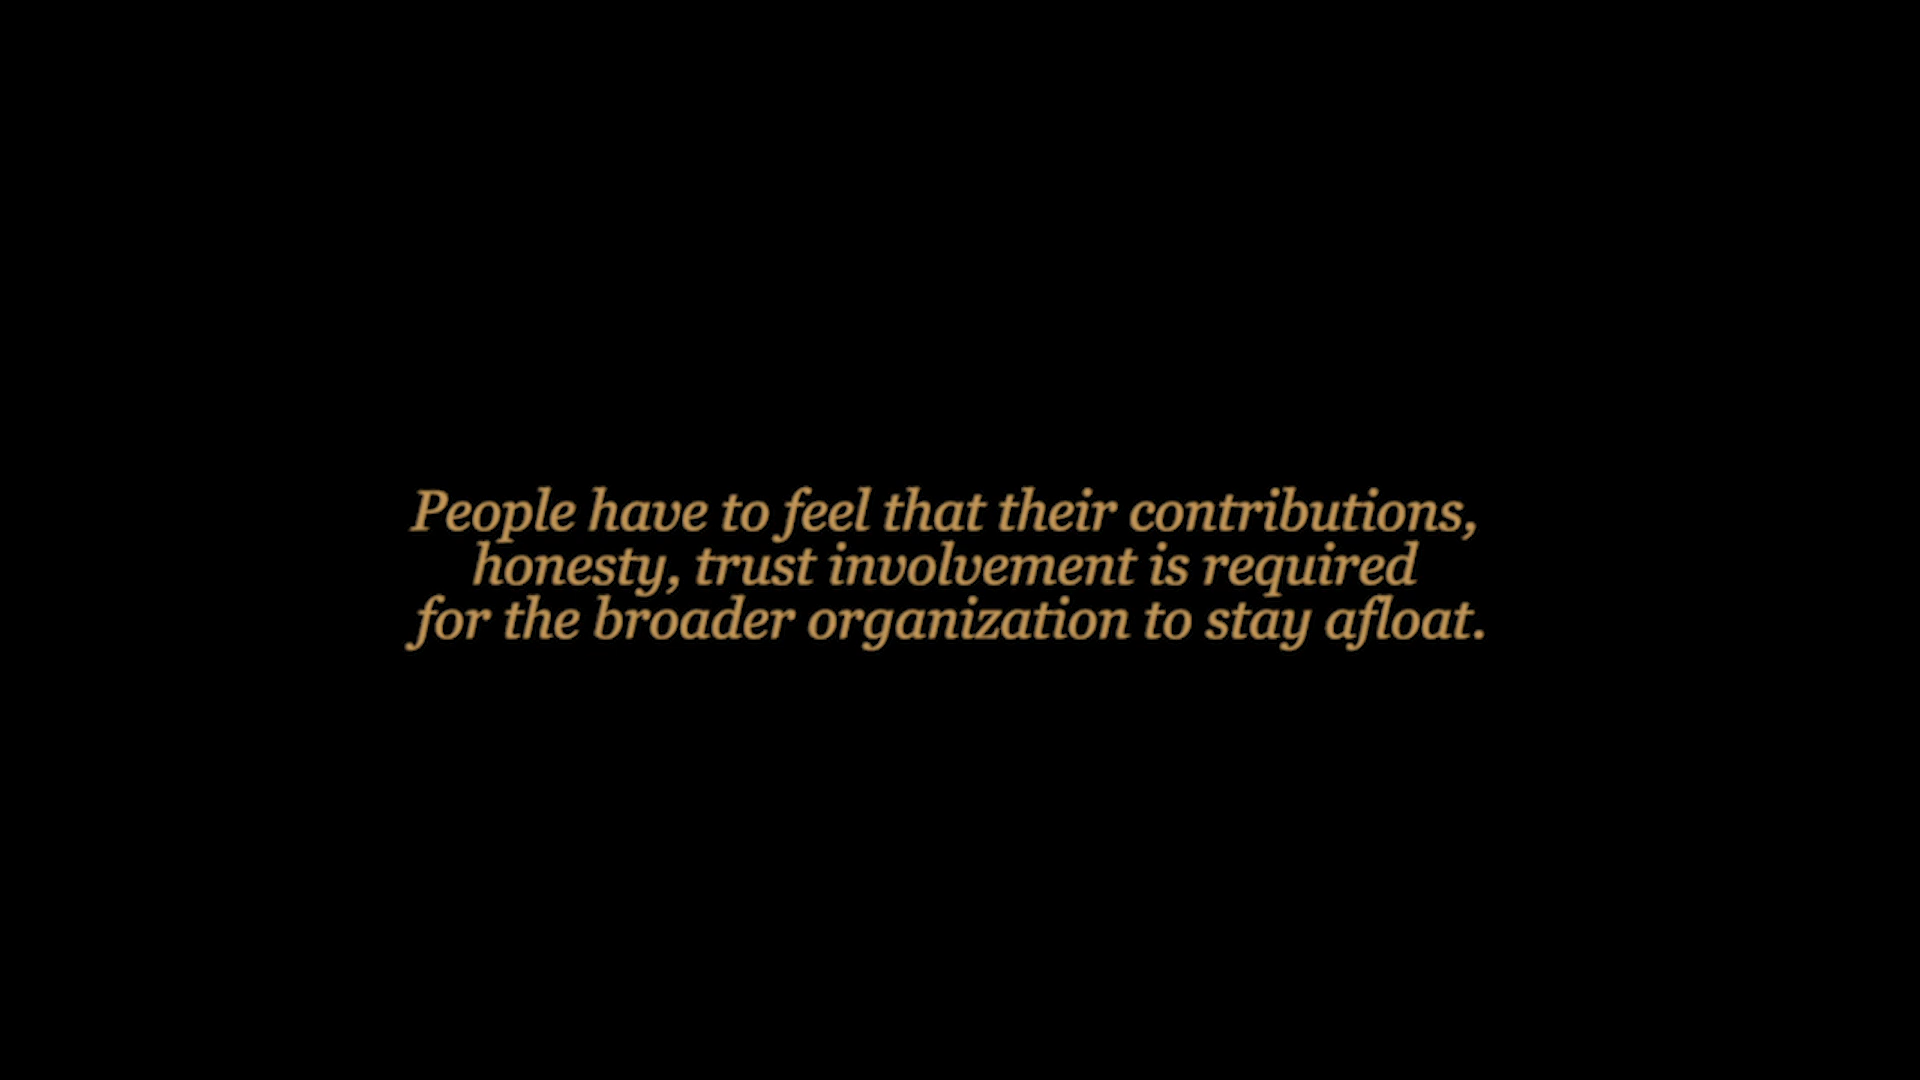 People have to feel that their contributions,
honesty, trust involvement is required
for the broader organization to stay afloat.